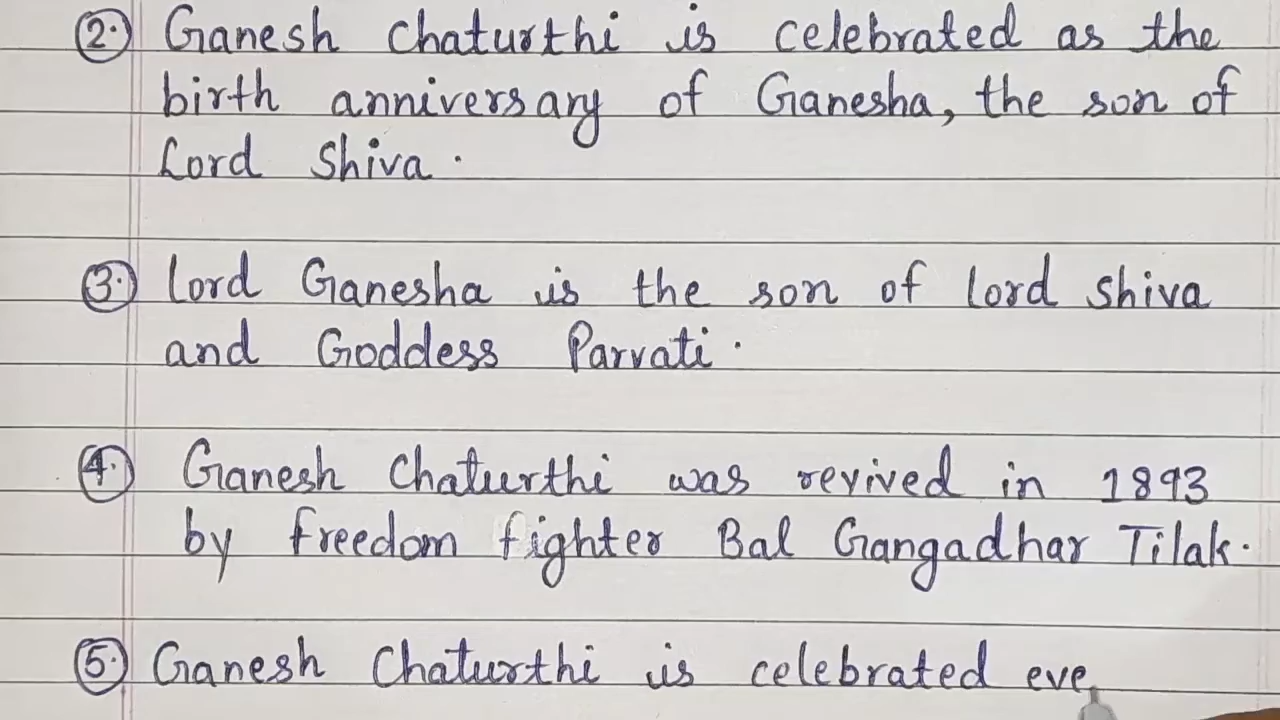 2. Ganesh Chaturthi is celebrated as the
birth anniversary of Ganesha, the son of
Lord Shiva.
3. Lord Ganesha is the son of lord shiva
and Goddess Parvati.
4. Ganesh Chaturthi was revived in 1893
by freedom fighter Bal Gangadhar Tilak.
5. Ganesh Chaturthi is celebrated eve